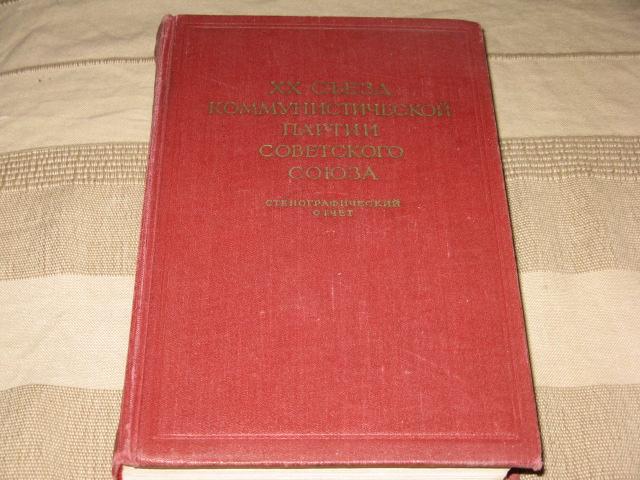 XX СЪЕЗД
КОММУНИСТИЧЕСКОЙ
ПАРТИИ
СОВЕТСКОГО
СОЮЗА
СТЕНОГРАФИЧЕСКИЙ
ОТЧЕТ